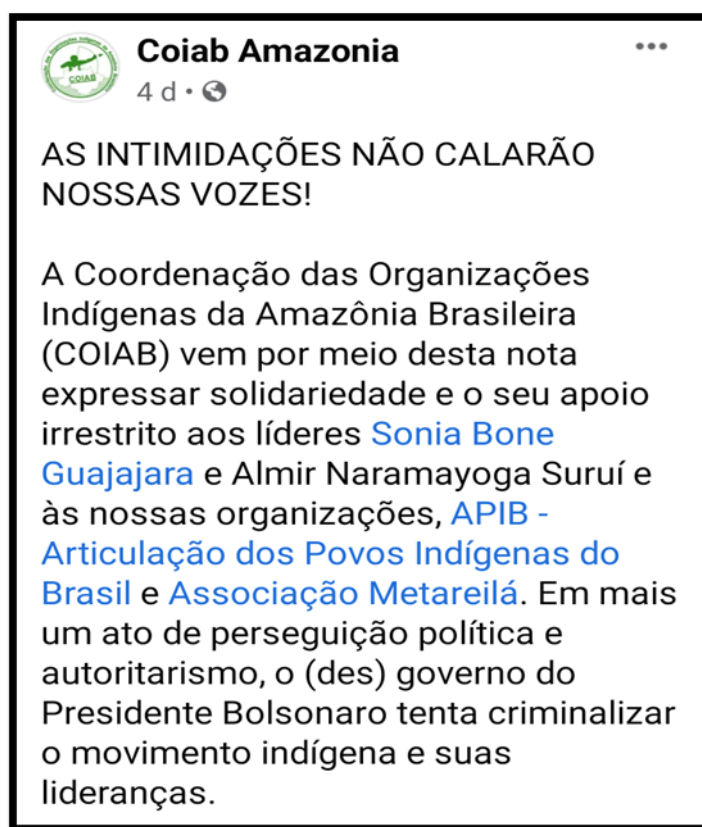 Coiab Amazonia
4 d
AS INTIMIDAÇÕES NÃO CALARÃO
NOSSAS VOZES!
A Coordenação das Organizações
Indígenas da Amazônia Brasileira
(COIAB) vem por meio desta nota
expressar solidariedade e o seu apoio
irrestrito aos líderes Sonia Bone
Guajajara e Almir Naramayoga Suruí e
às nossas organizações, APIB -
Articulação dos Povos Indígenas do
Brasil e Associação Metareilá. Em mais
um ato de perseguição política e
autoritarismo, o (des) governo do
Presidente Bolsonaro tenta criminalizar
o movimento indígena e suas
lideranças.
COIAB